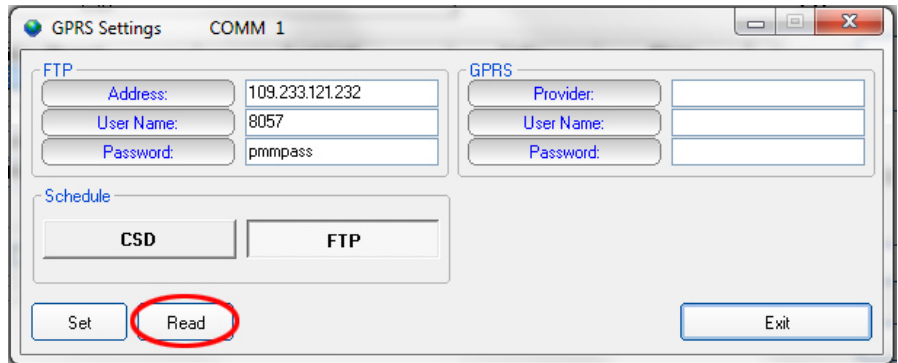 GPRS Settings COMM 1
FTP
Address: 109.233.121.232
User Name: 8057
Password: pmmpass
GPRS
Provider:
User Name:
Password:
Schedule
CSD FTP
Set Read Exit